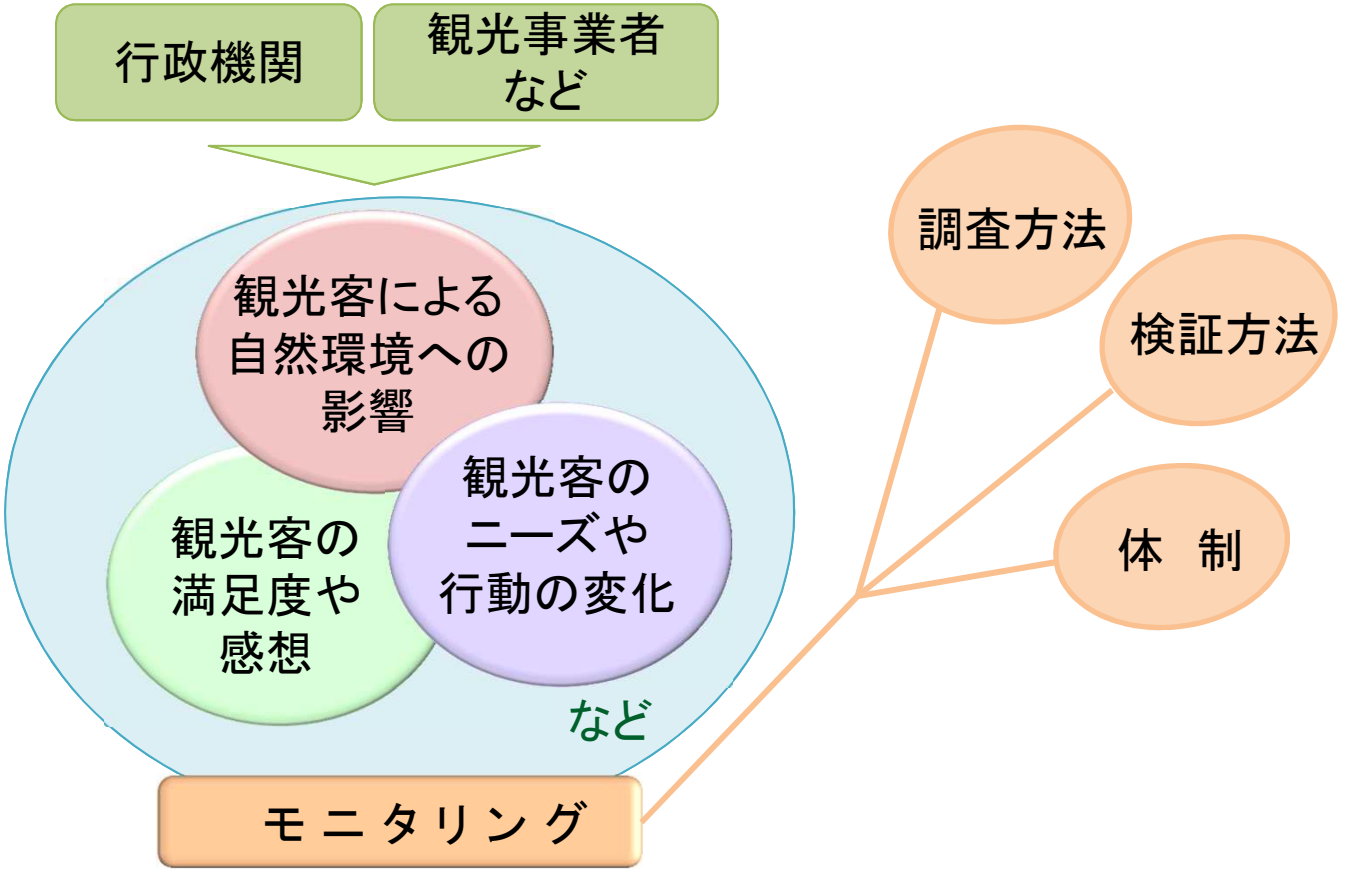 行政機関
観光事業者
など
観光客による
自然環境への
影響
観光客の
満足度や
感想
観光客の
ニーズや
行動の変化
など
モニタリング
調査方法
検証方法
体 制